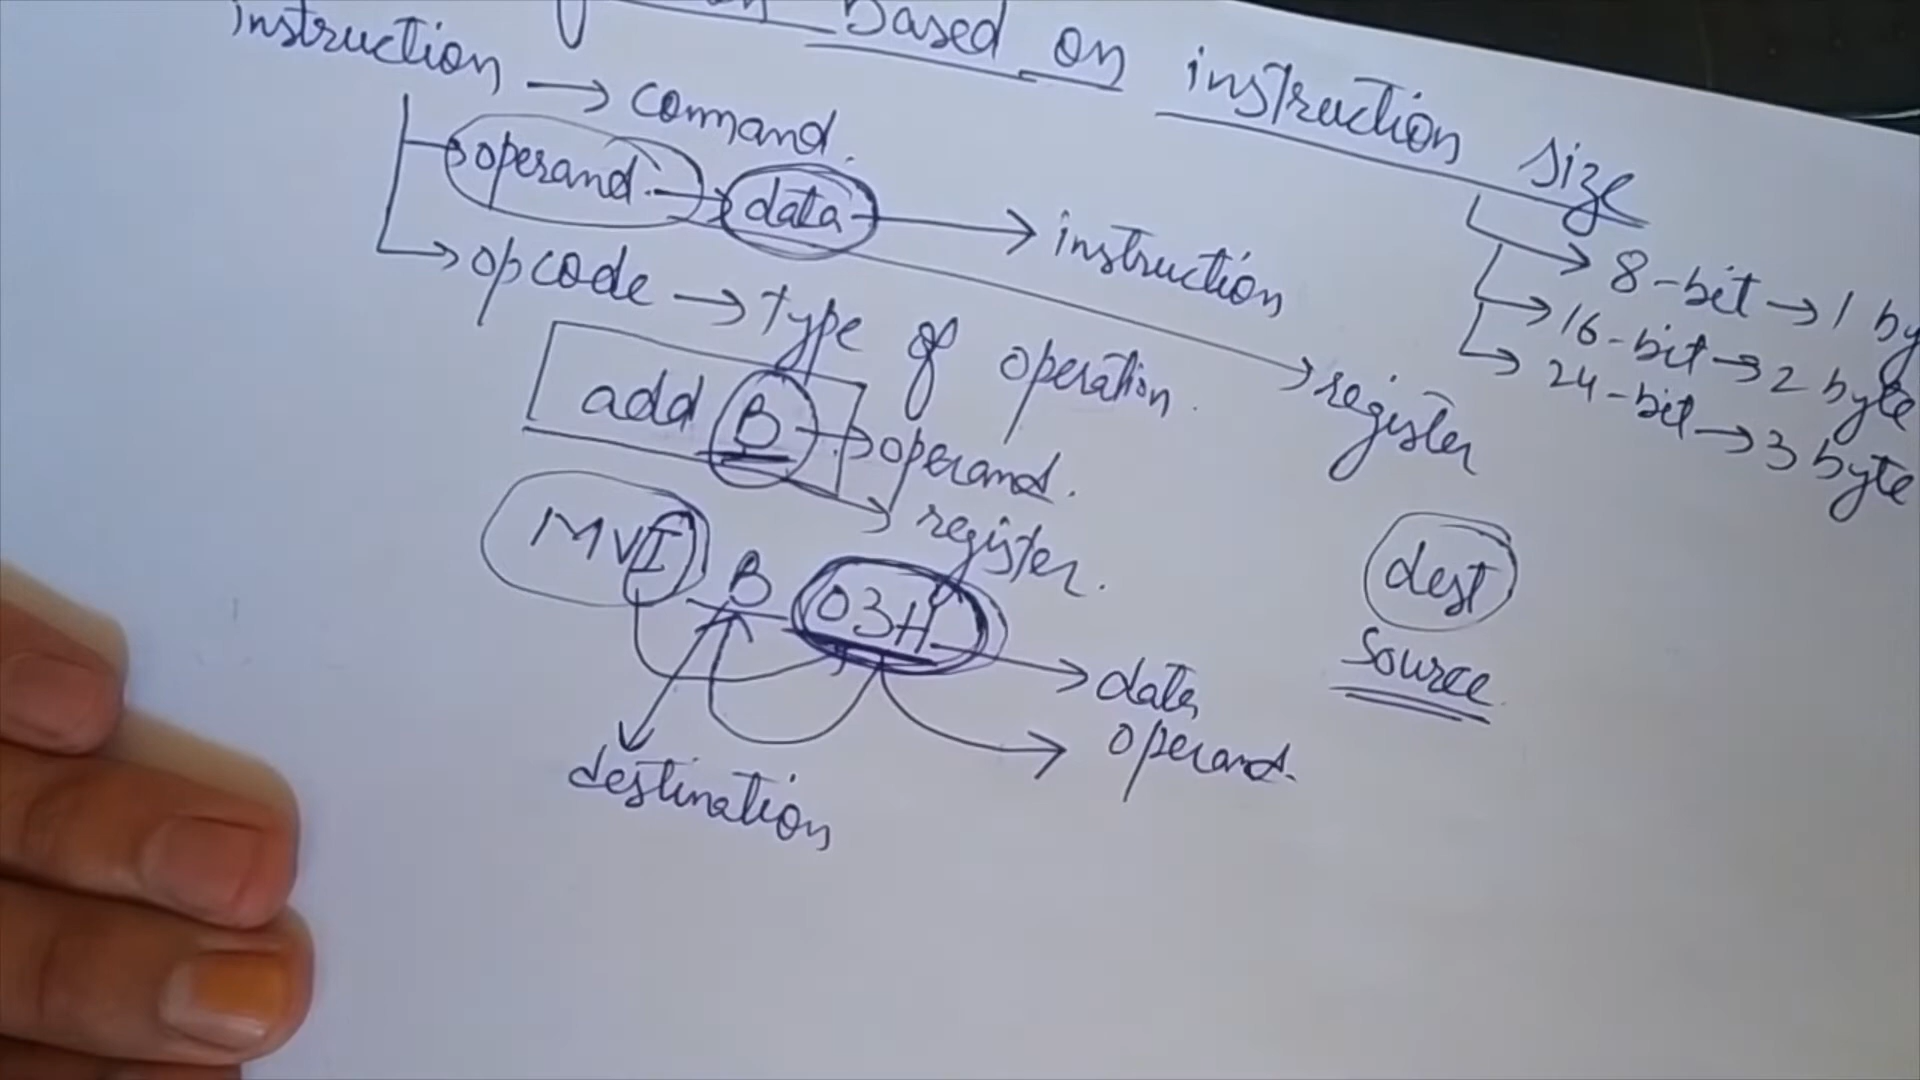 Based on instruction size
instruction → command.
→ operand. → data → instruction
→ register
→ opcode → type of operation.
→ 8-bit → 1 by
→ 16-bit → 2 byte
→ 24-bit → 3 byte
add B → operand.
→ register.
MVI B 03H → data
→ operand.
destination
dest
Source